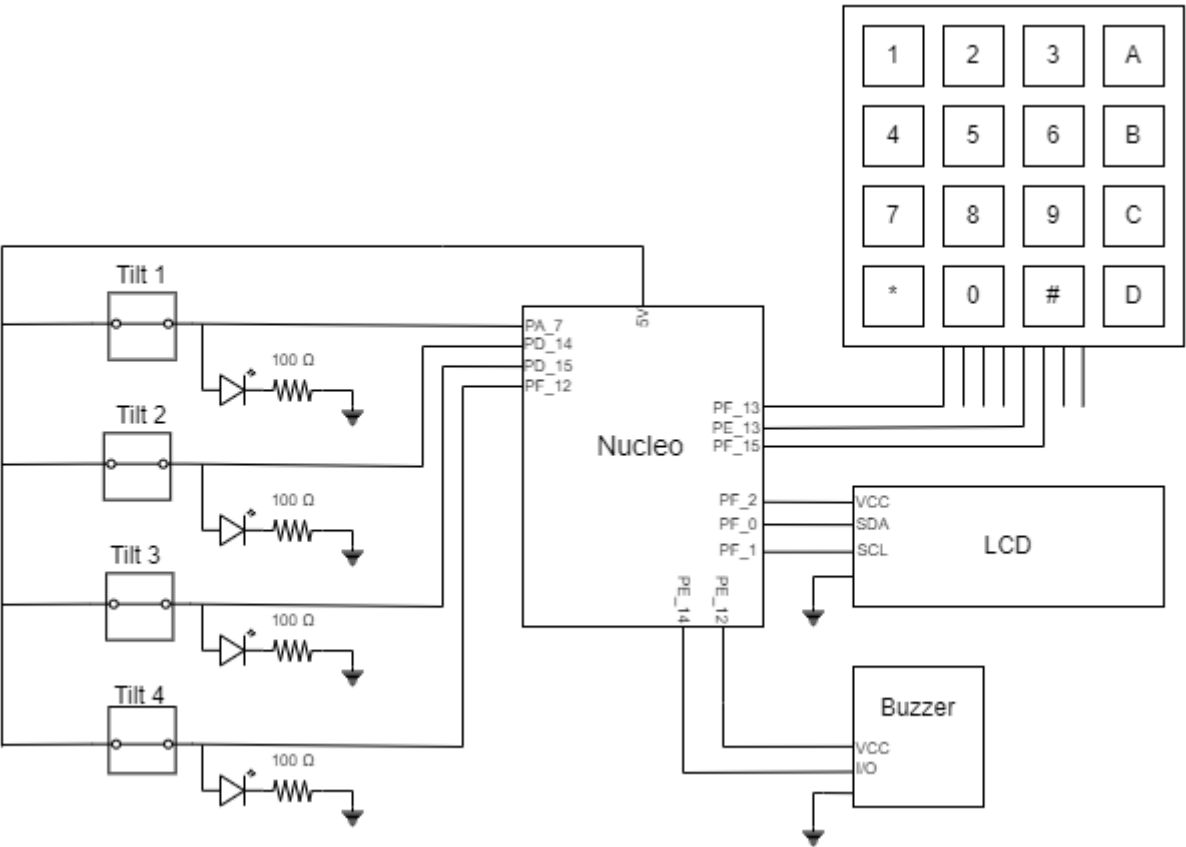 1 2 3 A
4 5 6 B
7 8 9 C
* 0 # D
Tilt 1
100 Ω
Tilt 2
100 Ω
Tilt 3
100 Ω
Tilt 4
100 Ω
5V
PA_7
PD_14
PD_15
PF_12
Nucleo
PF_13
PE_13
PF_15
PF_2
PF_0
PF_1
PE_14
PE_12
VCC
SDA
SCL
LCD
Buzzer
VCC
I/O